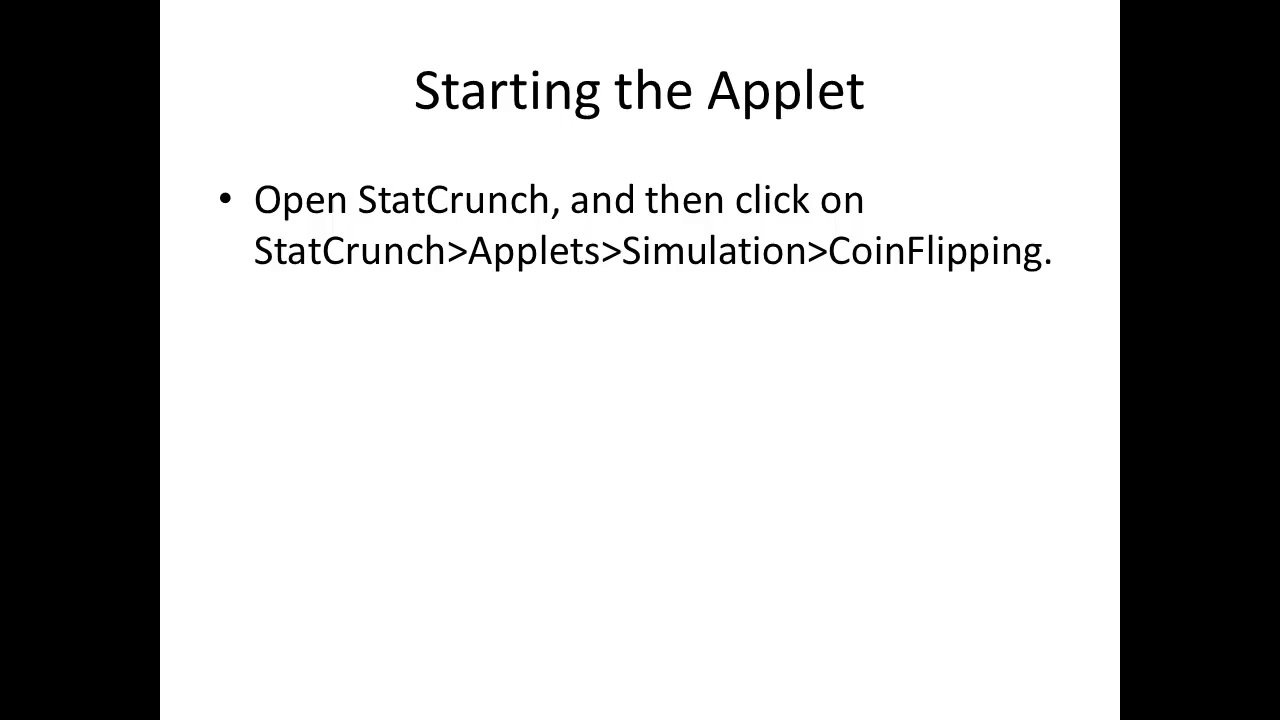 Starting the Applet
• Open StatCrunch, and then click on
StatCrunch>Applets>Simulation>CoinFlipping.